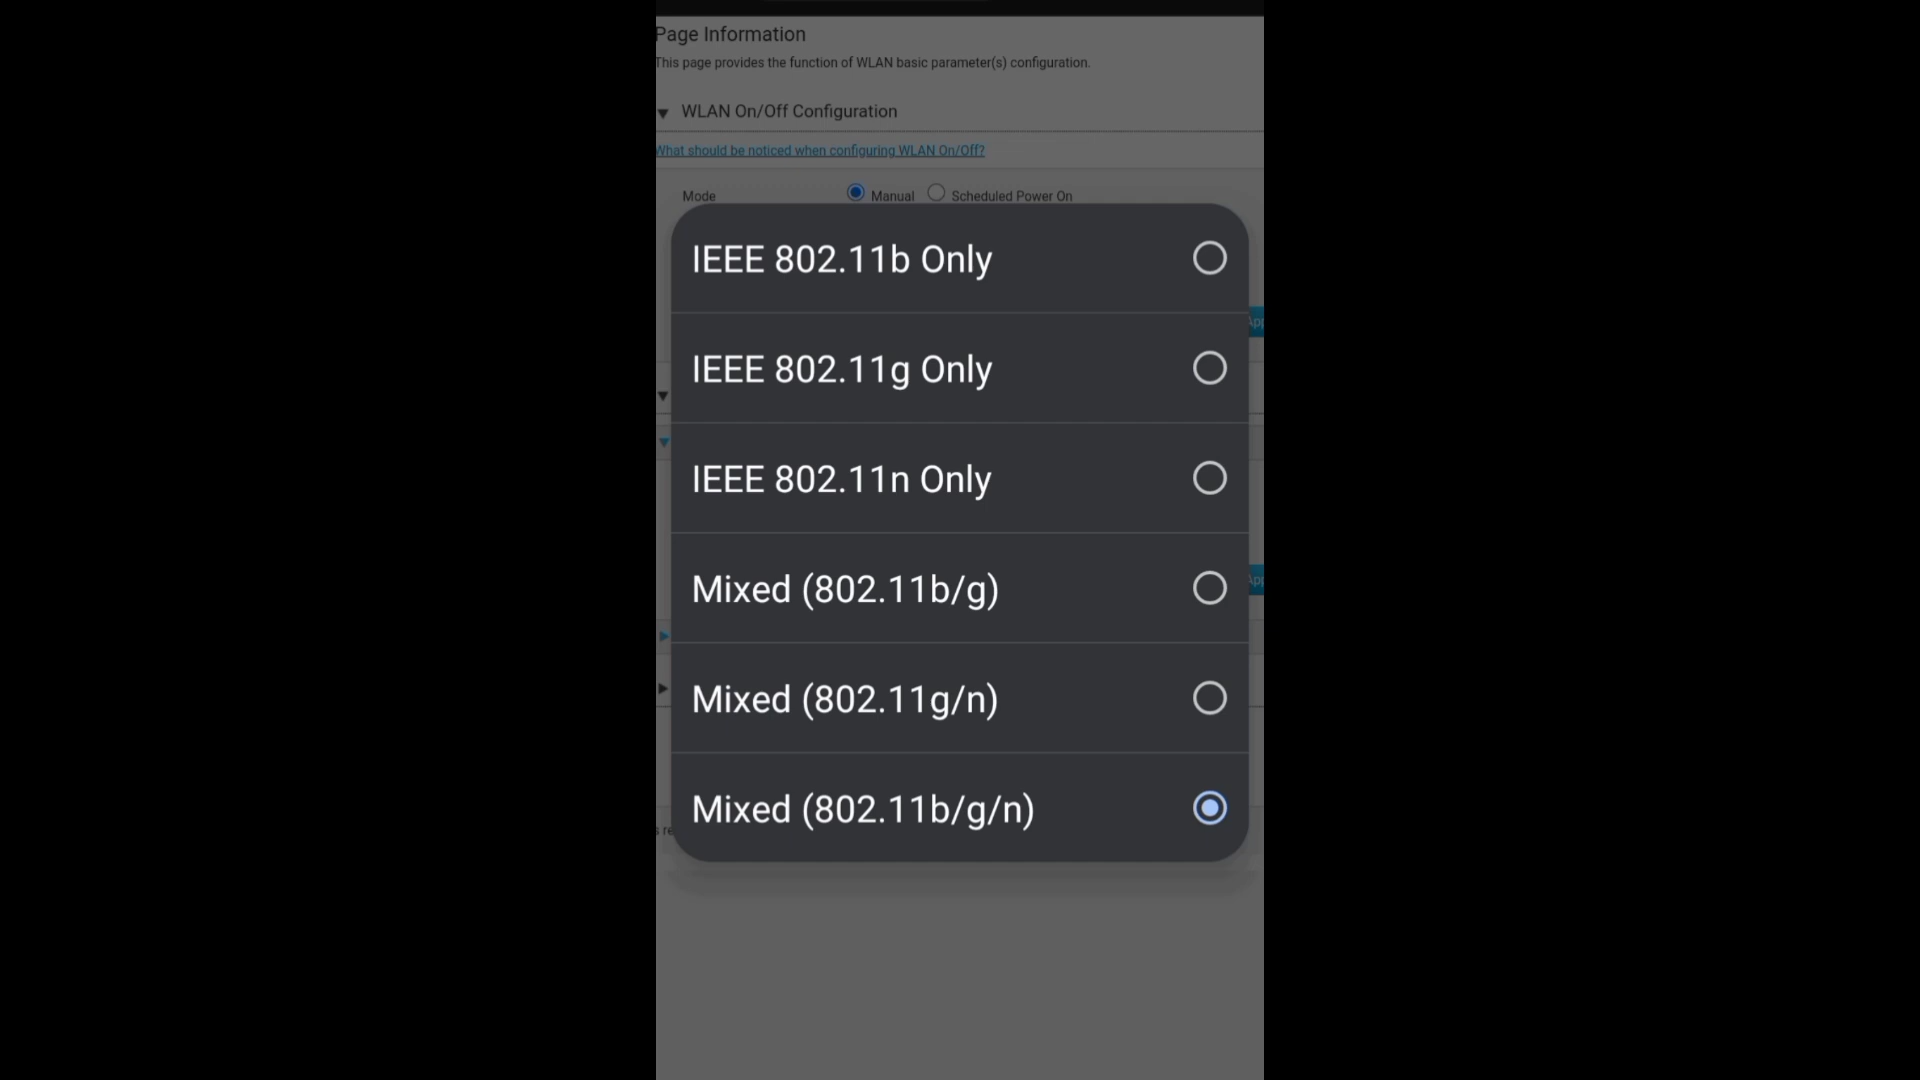 Page Information
This page provides the function of WLAN basic parameter(s) configuration.
WLAN On/Off Configuration
What should be noticed when configuring WLAN On/Off?
Mode Manual Scheduled Power On
IEEE 802.11b Only
IEEE 802.11g Only
IEEE 802.11n Only
Mixed (802.11b/g)
Mixed (802.11g/n)
Mixed (802.11b/g/n)